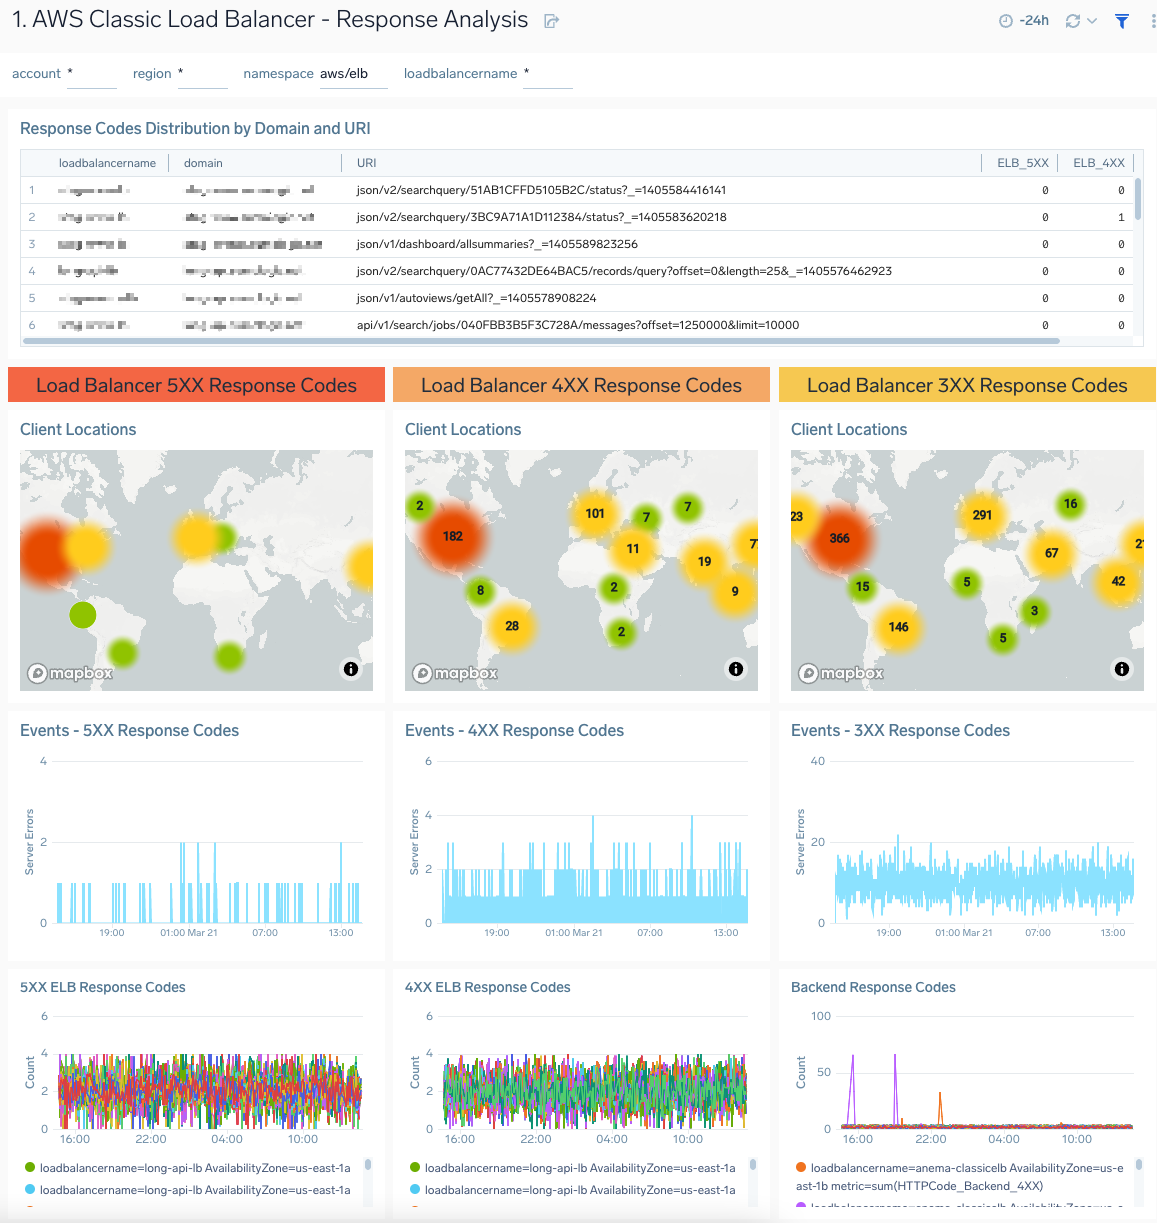 1. AWS Classic Load Balancer - Response Analysis
-24h
account * region * namespace aws/elb loadbalancername *
Response Codes Distribution by Domain and URI
loadbalancername domain URI ELB_5XX ELB_4XX
1 json/v2/searchquery/51AB1CFFD5105B2C/status?_=1405584416141 0 0
2 json/v2/searchquery/3BC9A71A1D112384/status?_=1405583620218 0 1
3 json/v1/dashboard/allsummaries?_=1405589823256 0 0
4 json/v2/searchquery/0AC77432DE64BAC5/records/query?offset=0&length=25&_=1405576462923 0 0
5 json/v1/autoviews/getAll?_=1405578908224 0 0
6 api/v1/search/jobs/040FBB3B5F3C728A/messages?offset=1250000&limit=10000 0 0
Load Balancer 5XX Response Codes
Client Locations
mapbox
Load Balancer 4XX Response Codes
Client Locations
2
182
101
7
7
11
19
7
9
8
2
28
2
mapbox
Load Balancer 3XX Response Codes
Client Locations
23
366
291
16
67
42
15
5
3
146
5
mapbox
Events - 5XX Response Codes
Server Errors
4
2
0
19:00 01:00 Mar 21 07:00 13:00
Events - 4XX Response Codes
Server Errors
6
4
2
0
19:00 01:00 Mar 21 07:00 13:00
Events - 3XX Response Codes
Server Errors
40
20
0
19:00 01:00 Mar 21 07:00 13:00
5XX ELB Response Codes
Count
6
4
2
0
16:00 22:00 04:00 10:00
loadbalancername=long-api-lb AvailabilityZone=us-east-1a
loadbalancername=long-api-lb AvailabilityZone=us-east-1a
4XX ELB Response Codes
Count
6
4
2
0
16:00 22:00 04:00 10:00
loadbalancername=long-api-lb AvailabilityZone=us-east-1a
loadbalancername=long-api-lb AvailabilityZone=us-east-1a
Backend Response Codes
Count
100
50
0
16:00 22:00 04:00 10:00
loadbalancername=anema-classicelb AvailabilityZone=us-e
ast-1b metric=sum(HTTPCode_Backend_4XX)